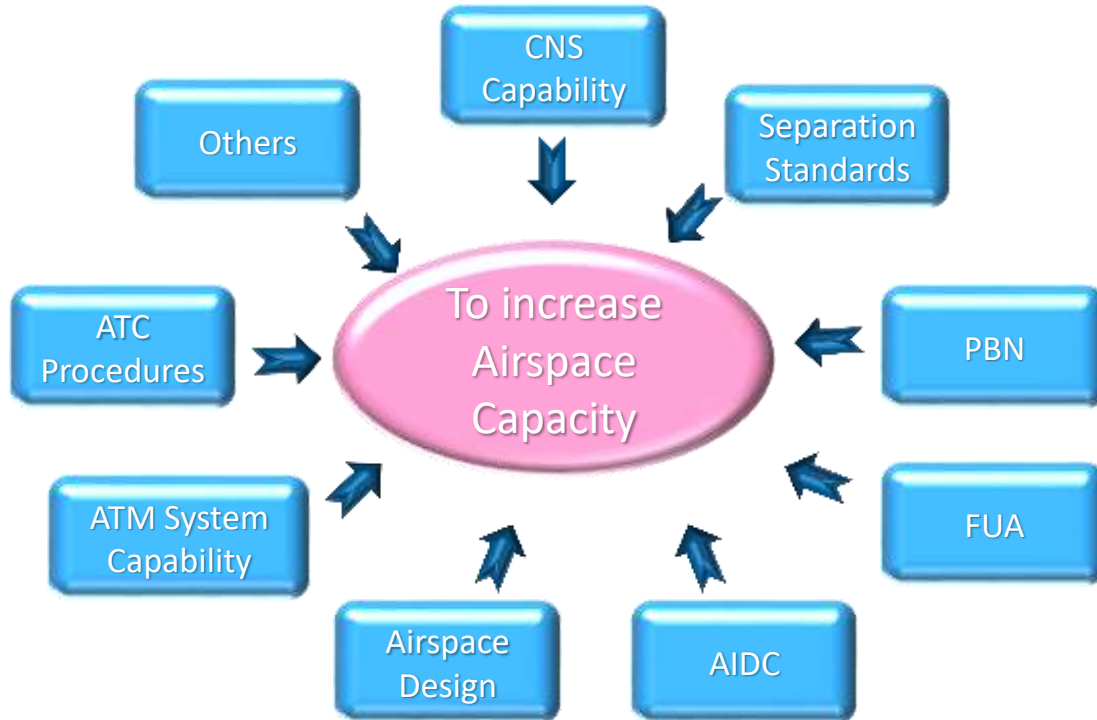 CNS
Capability
Separation
Standards
Others
To increase
Airspace
Capacity
ATC
Procedures
PBN
ATM System
Capability
FUA
Airspace
Design
AIDC